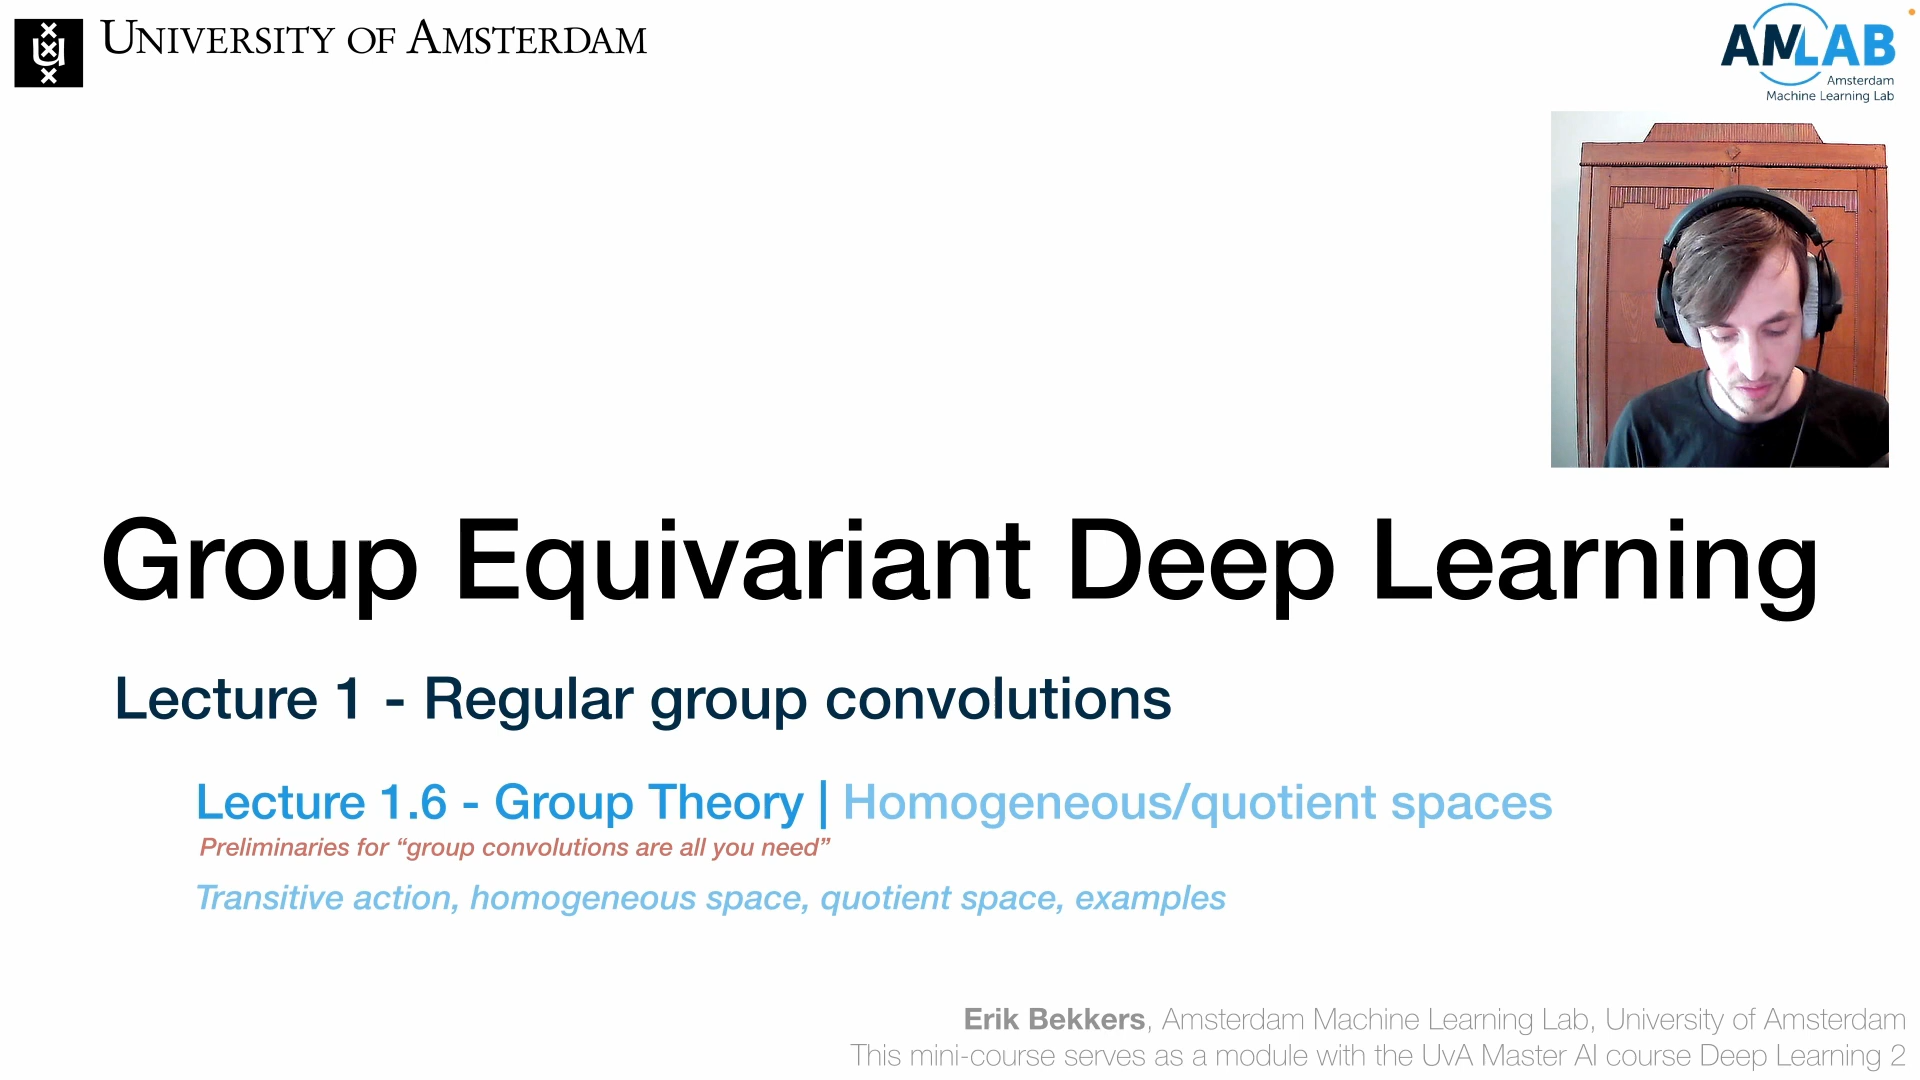 UNIVERSITY OF AMSTERDAM
AMLAB
Amsterdam
Machine Learning Lab
Group Equivariant Deep Learning
Lecture 1 - Regular group convolutions
Lecture 1.6 - Group Theory | Homogeneous/quotient spaces
Preliminaries for “group convolutions are all you need”
Transitive action, homogeneous space, quotient space, examples
Erik Bekkers, Amsterdam Machine Learning Lab, University of Amsterdam
This mini-course serves as a module with the UvA Master AI course Deep Learning 2